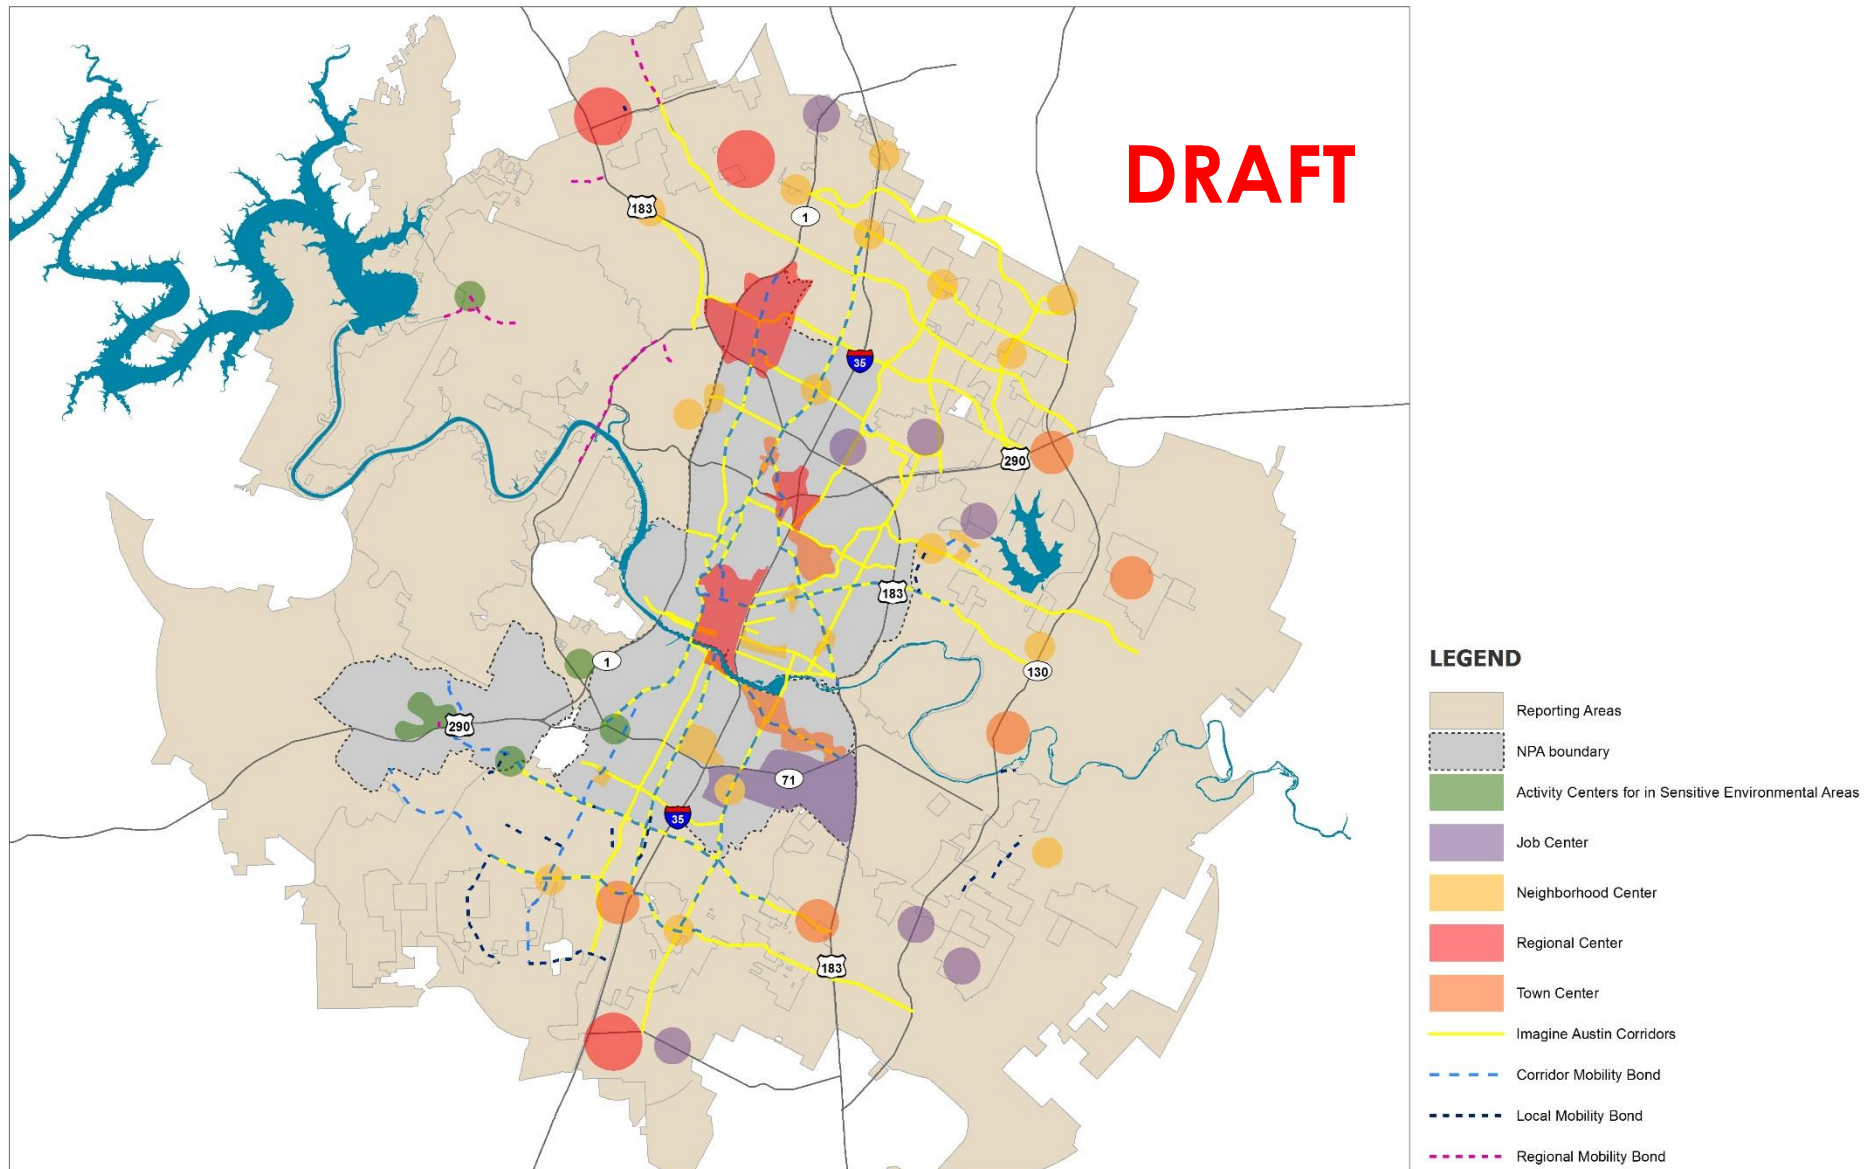 DRAFT
183
1
35
290
183
130
1
290
71
35
183
LEGEND
Reporting Areas
NPA boundary
Activity Centers for in Sensitive Environmental Areas
Job Center
Neighborhood Center
Regional Center
Town Center
Imagine Austin Corridors
Corridor Mobility Bond
Local Mobility Bond
Regional Mobility Bond